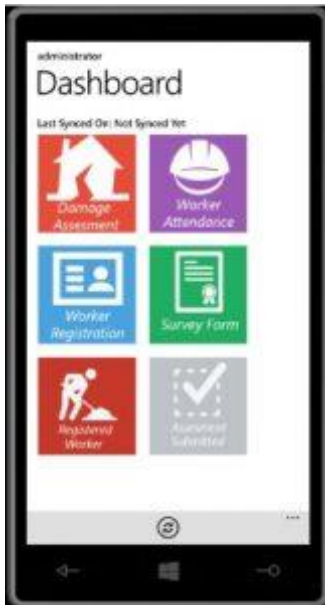 administrator
Dashboard
Last Synced On: Not Synced Yet
Damage
Assesment
Worker
Attendance
Worker
Registration
Survey Form
Registered
Worker
Assesment
Submitted